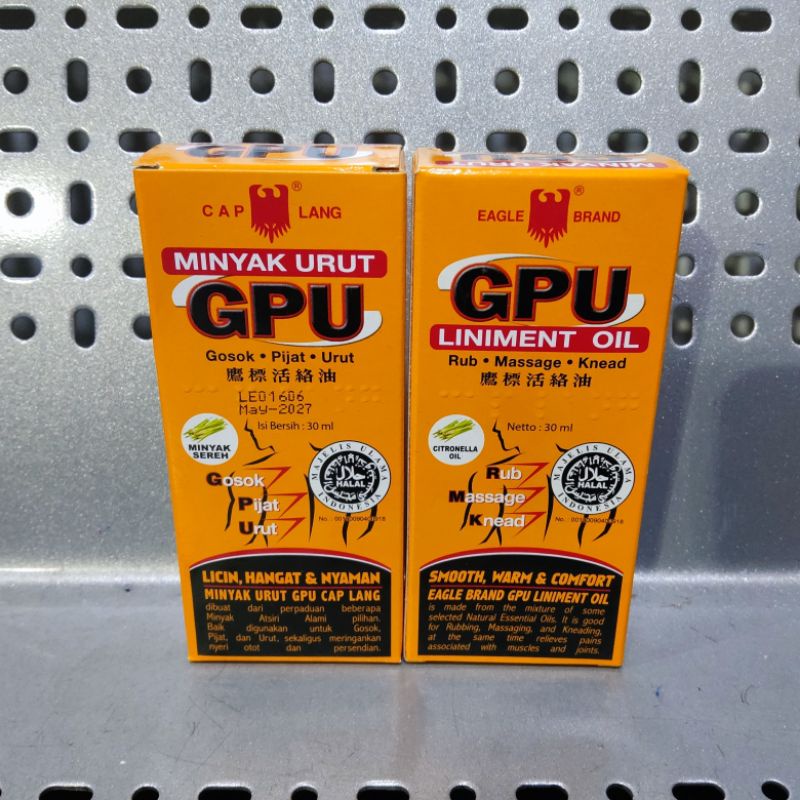 GPU
CAP LANG
®
MINYAK URUT
GPU
Gosok • Pijat • Urut
鷹標活絡油
LE01606
May-2027
Isi Bersih : 30 ml
MINYAK
SEREH
Gosok
Pijat
Urut
MAJELIS ULAMA
INDONESIA
HALAL
LICIN, HANGAT & NYAMAN
MINYAK URUT GPU CAP LANG
dibuat dari perpaduan beberapa
Minyak Atsiri Alami pilihan.
Baik digunakan untuk Gosok,
Pijat, dan Urut, sekaligus meringankan
nyeri otot dan persendian.
MINYAK URUT
EAGLE BRAND
®
GPU
LINIMENT OIL
Rub • Massage • Knead
鷹標活絡油
Netto : 30 ml
CITRONELLA
OIL
Rub
Massage
Knead
MAJELIS ULAMA
INDONESIA
HALAL
SMOOTH, WARM & COMFORT
EAGLE BRAND GPU LINIMENT OIL
is made from the mixture of some
selected Natural Essential Oils. It is good
for Rubbing, Massaging, and Kneading,
at the same time relieves pains
associated with muscles and joints.